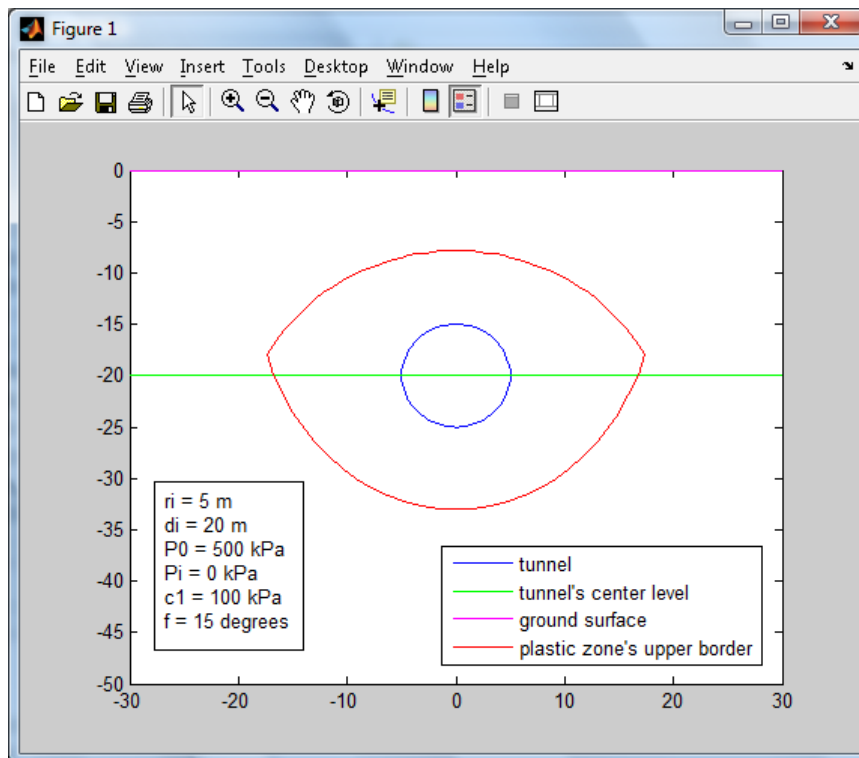 Figure 1
File Edit View Insert Tools Desktop Window Help
0
-5
-10
-15
-20
-25
-30
-35
-40
-45
-50
-30 -20 -10 0 10 20 30
ri = 5 m
di = 20 m
P0 = 500 kPa
Pi = 0 kPa
c1 = 100 kPa
f = 15 degrees
tunnel
tunnel's center level
ground surface
plastic zone's upper border